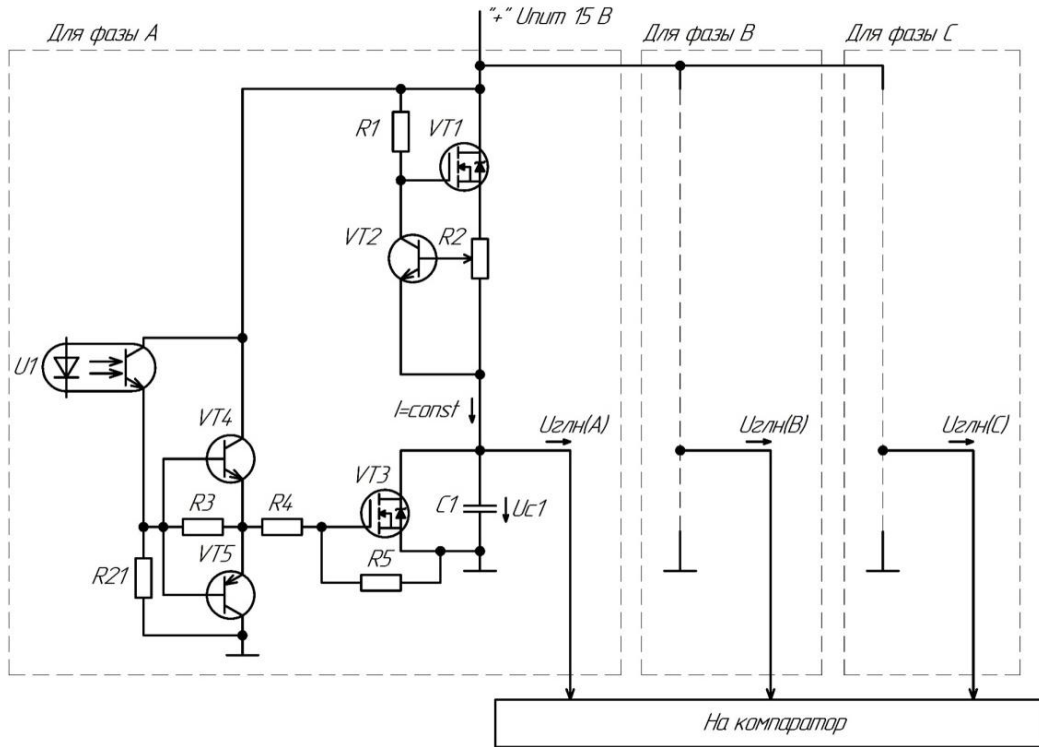 "+" Uпит 15 В
Для фазы А
Для фазы В
Для фазы С
R1
VT1
VT2
R2
U1
I=const
Uглн(А)
Uглн(В)
Uглн(С)
VT4
VT3
R3
R4
C1
Uc1
VT5
R5
R21
На компаратор